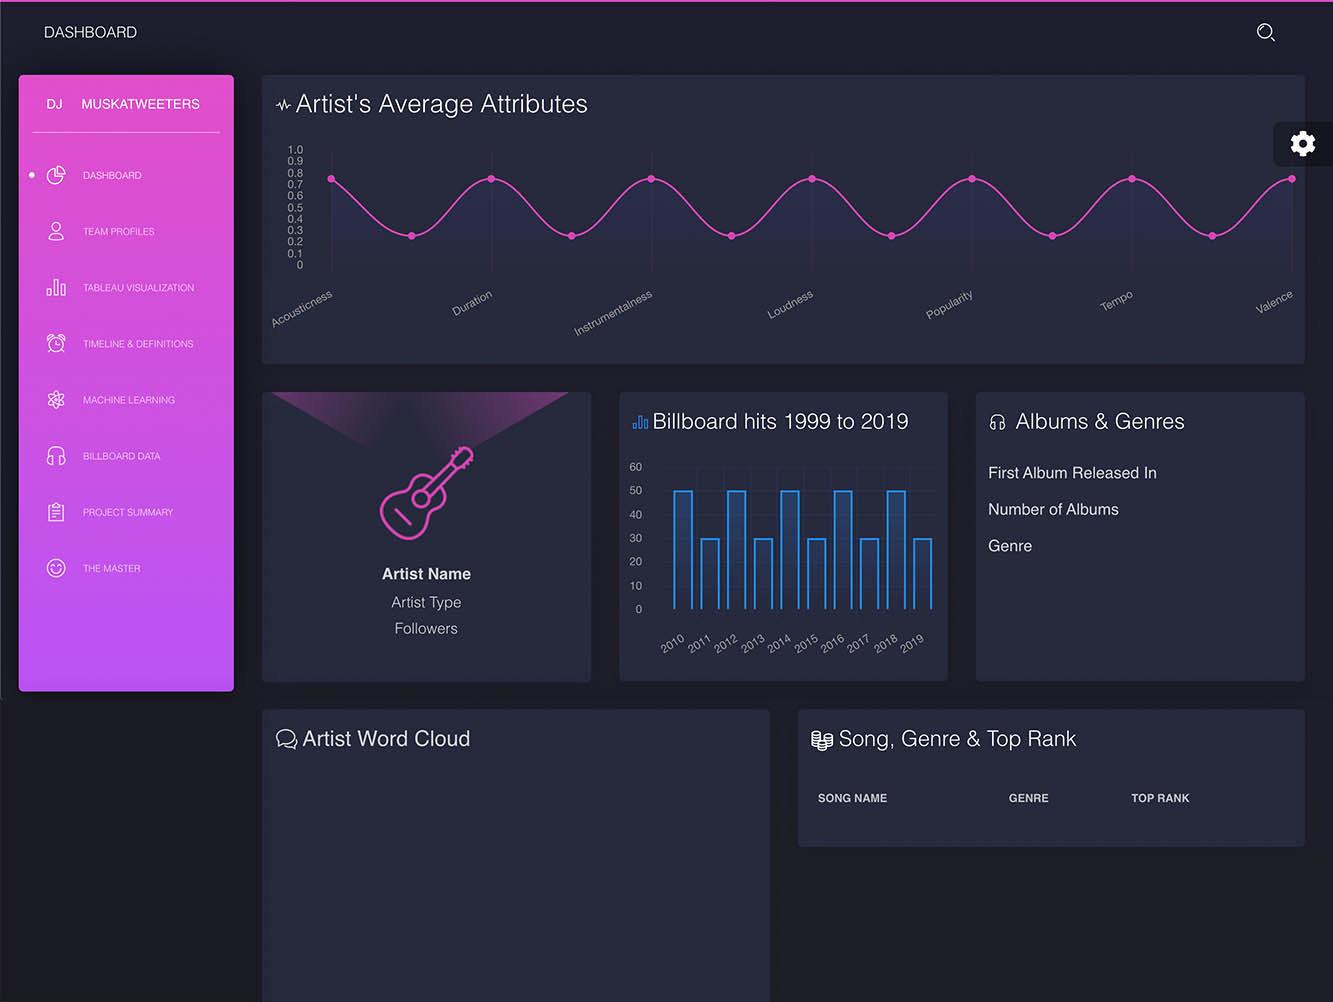 DASHBOARD
DJ MUSKATWEETERS
DASHBOARD
TEAM PROFILES
TABLEAU VISUALIZATION
TIMELINE & DEFINITIONS
MACHINE LEARNING
BILLBOARD DATA
PROJECT SUMMARY
THE MASTER
Artist's Average Attributes
1.0
0.9
0.8
0.7
0.6
0.5
0.4
0.3
0.2
0.1
0
Acousticness Duration Instrumentalness Loudness Popularity Tempo Valence
Artist Name
Artist Type
Followers
Billboard hits 1999 to 2019
60
50
40
30
20
10
0
2010 2011 2012 2013 2014 2015 2016 2017 2018 2019
Albums & Genres
First Album Released In
Number of Albums
Genre
Artist Word Cloud
Song, Genre & Top Rank
SONG NAME GENRE TOP RANK